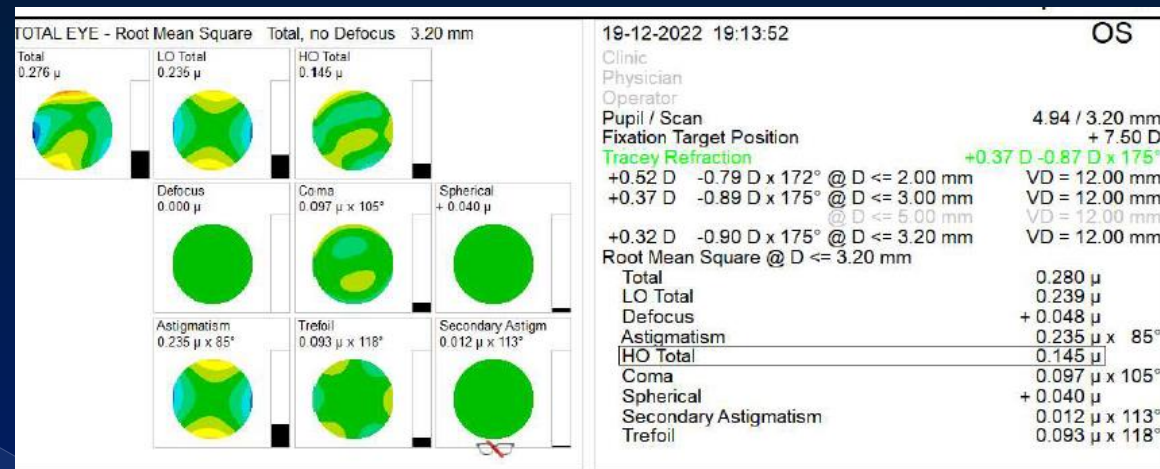 TOTAL EYE - Root Mean Square Total, no Defocus 3.20 mm
Total
0.276 µ
LO Total
0.235 µ
HO Total
0.145 µ
Defocus
0.000 µ
Coma
0.097 µ x 105°
Spherical
+ 0.040 µ
Astigmatism
0.235 µ x 85°
Trefoil
0.093 µ x 118°
Secondary Astigm
0.012 µ x 113°
19-12-2022 19:13:52 OS
Clinic
Physician
Operator
Pupil / Scan 4.94 / 3.20 mm
Fixation Target Position + 7.50 D
Tracey Refraction +0.37 D -0.87 D x 175°
+0.52 D -0.79 D x 172° @ D <= 2.00 mm VD = 12.00 mm
+0.37 D -0.89 D x 175° @ D <= 3.00 mm VD = 12.00 mm
@ D <= 5.00 mm VD = 12.00 mm
+0.32 D -0.90 D x 175° @ D <= 3.20 mm VD = 12.00 mm
Root Mean Square @ D <= 3.20 mm
Total 0.280 µ
LO Total 0.239 µ
Defocus + 0.048 µ
Astigmatism 0.235 µ x 85°
HO Total 0.145 µ
Coma 0.097 µ x 105°
Spherical + 0.040 µ
Secondary Astigmatism 0.012 µ x 113°
Trefoil 0.093 µ x 118°